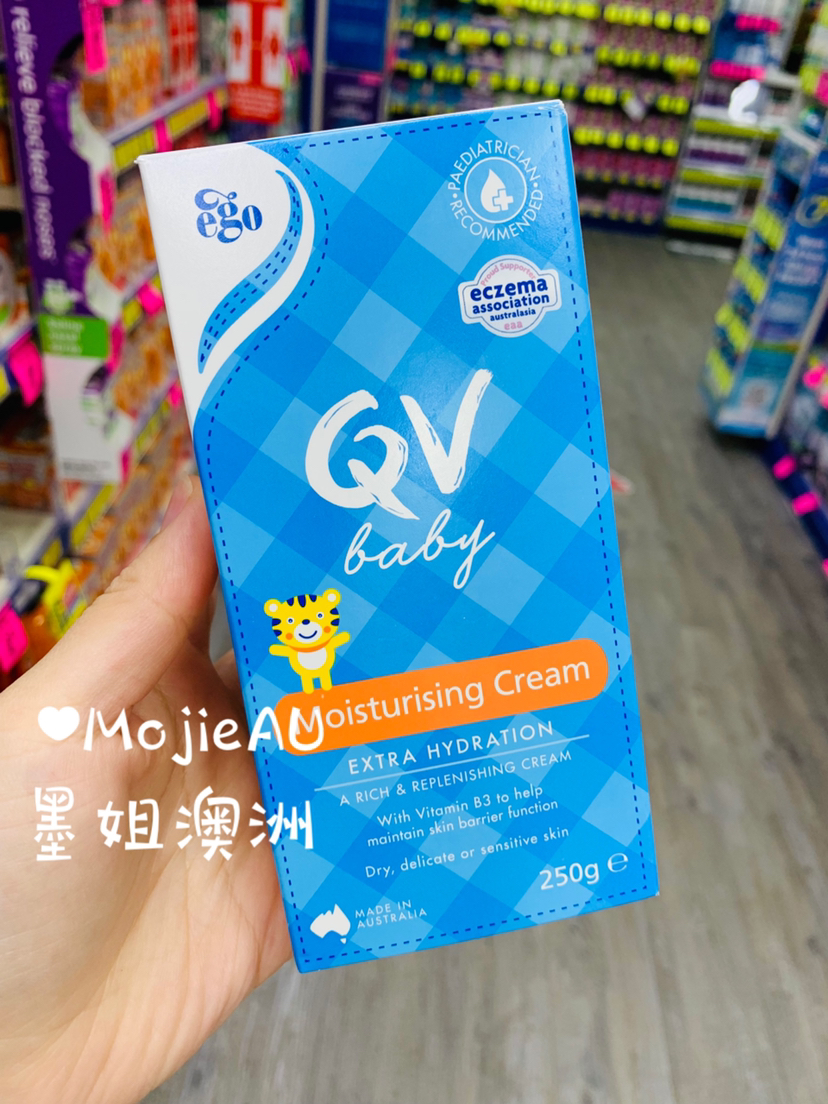 relieve blocked noses
ego
PAEDIATRICIAN
RECOMMENDED
Proud Supporter
eczema
association
australasia
eaa
QV
baby
Moisturising Cream
EXTRA HYDRATION
A RICH & REPLENISHING CREAM
With Vitamin B3 to help
maintain skin barrier function
Dry, delicate or sensitive skin
250g ℮
MADE IN
AUSTRALIA
♥MojieAU
墨姐澳洲